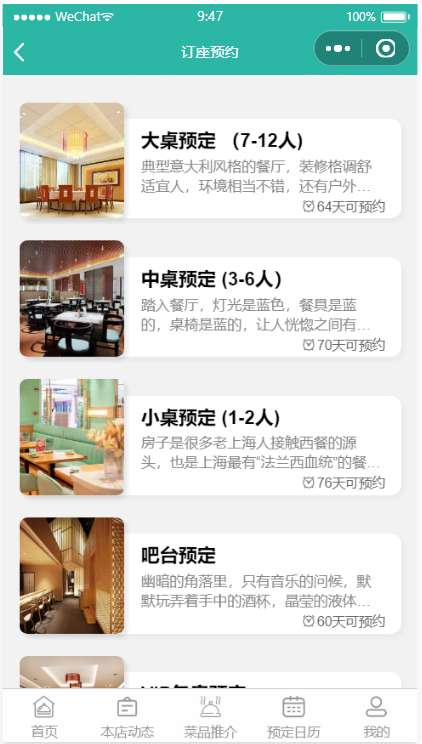 WeChat 9:47 100%
订座预约
大桌预定 （7-12人)
典型意大利风格的餐厅，装修格调舒
适宜人，环境相当不错，还有户外...
64天可预约
中桌预定 (3-6人）
踏入餐厅，灯光是蓝色，餐具是蓝
的，桌椅是蓝的，让人恍惚之间有...
70天可预约
小桌预定 (1-2人)
房子是很多老上海人接触西餐的源
头，也是上海最有“法兰西血统”的餐...
76天可预约
吧台预定
幽暗的角落里，只有音乐的问候，默
默玩弄着手中的酒杯，晶莹的液体...
60天可预约
首页 本店动态 菜品推介 预定日历 我的